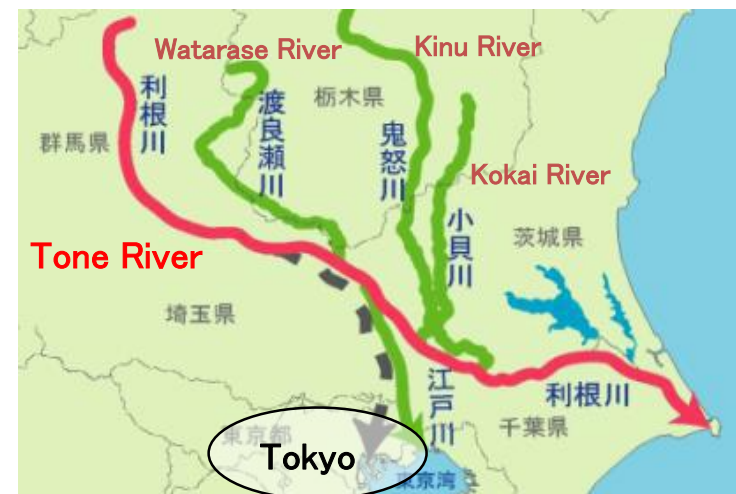 Watarase River
Kinu River
利根川
渡良瀬川
栃木県
群馬県
鬼怒川
Kokai River
小貝川
茨城県
Tone River
埼玉県
江戸川
利根川
千葉県
東京都
Tokyo
東京湾